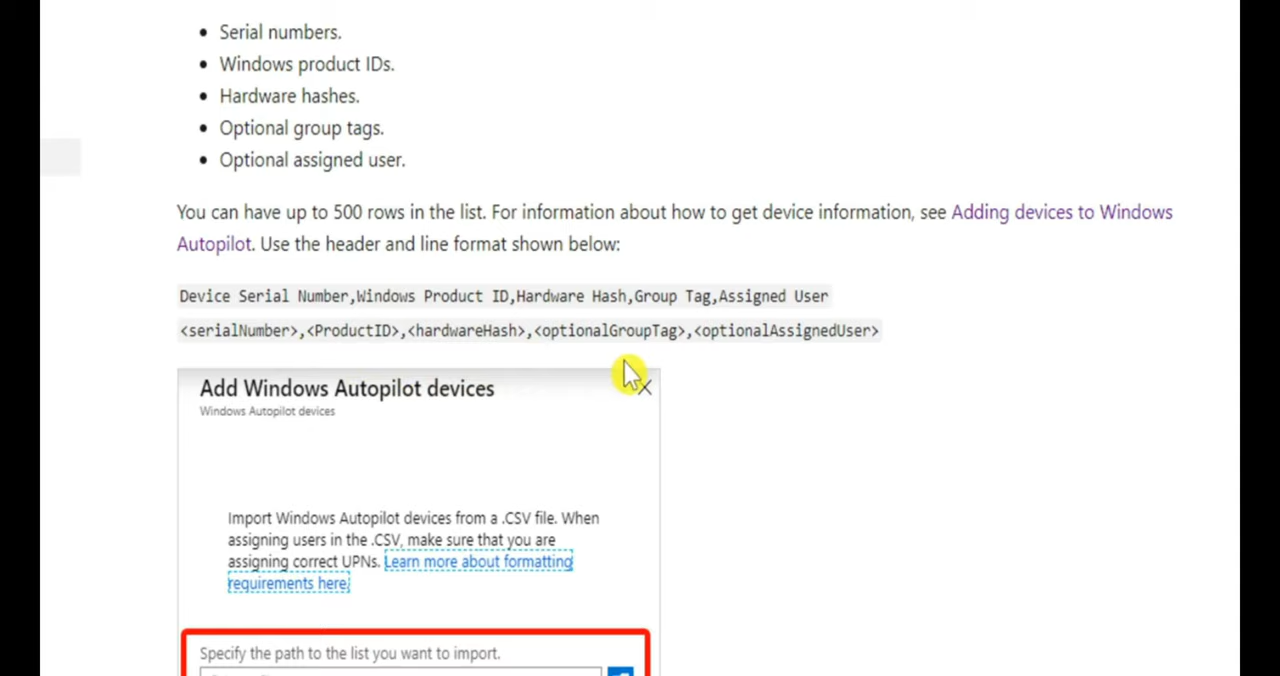 Serial numbers.
Windows product IDs.
Hardware hashes.
Optional group tags.
Optional assigned user.
You can have up to 500 rows in the list. For information about how to get device information, see Adding devices to Windows
Autopilot. Use the header and line format shown below:
Device Serial Number,Windows Product ID,Hardware Hash,Group Tag,Assigned User
<serialNumber>,<ProductID>,<hardwareHash>,<optionalGroupTag>,<optionalAssignedUser>
Add Windows Autopilot devices
Windows Autopilot devices
Import Windows Autopilot devices from a .CSV file. When
assigning users in the .CSV, make sure that you are
assigning correct UPNs. Learn more about formatting
requirements here.
Specify the path to the list you want to import.